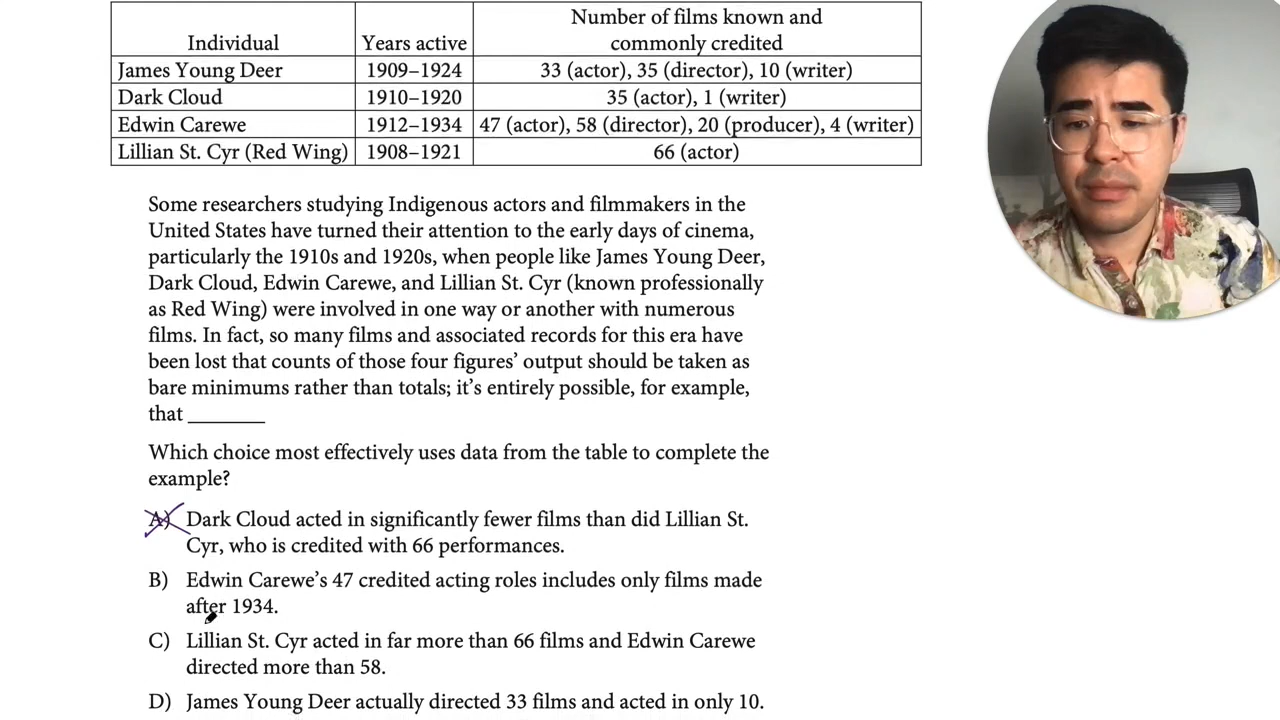 Individual Years active Number of films known and commonly credited
James Young Deer 1909–1924 33 (actor), 35 (director), 10 (writer)
Dark Cloud 1910–1920 35 (actor), 1 (writer)
Edwin Carewe 1912–1934 47 (actor), 58 (director), 20 (producer), 4 (writer)
Lillian St. Cyr (Red Wing) 1908–1921 66 (actor)
Some researchers studying Indigenous actors and filmmakers in the
United States have turned their attention to the early days of cinema,
particularly the 1910s and 1920s, when people like James Young Deer,
Dark Cloud, Edwin Carewe, and Lillian St. Cyr (known professionally
as Red Wing) were involved in one way or another with numerous
films. In fact, so many films and associated records for this era have
been lost that counts of those four figures’ output should be taken as
bare minimums rather than totals; it’s entirely possible, for example,
that _______
Which choice most effectively uses data from the table to complete the
example?
A) Dark Cloud acted in significantly fewer films than did Lillian St.
Cyr, who is credited with 66 performances.
B) Edwin Carewe’s 47 credited acting roles includes only films made
after 1934.
C) Lillian St. Cyr acted in far more than 66 films and Edwin Carewe
directed more than 58.
D) James Young Deer actually directed 33 films and acted in only 10.